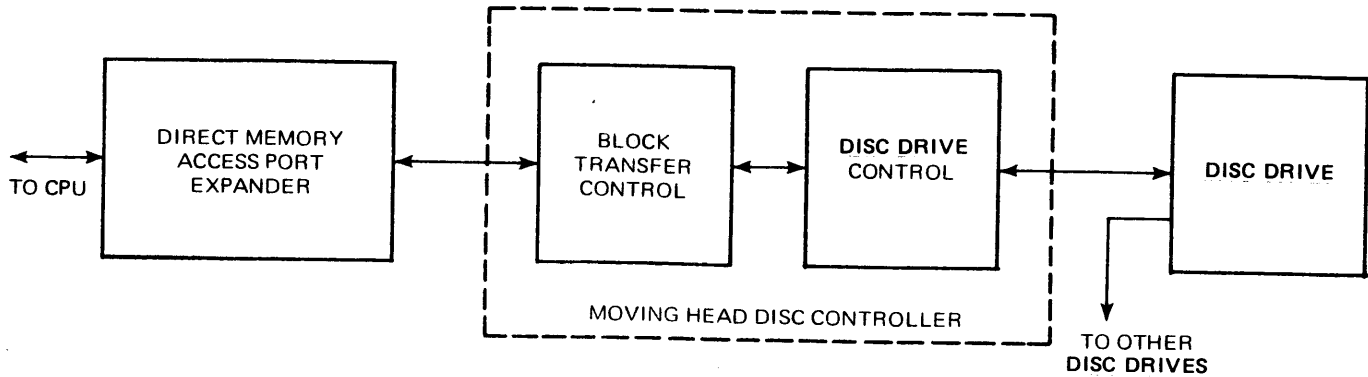 DIRECT MEMORY
ACCESS PORT
EXPANDER
TO CPU
BLOCK
TRANSFER
CONTROL
DISC DRIVE
CONTROL
MOVING HEAD DISC CONTROLLER
DISC DRIVE
TO OTHER
DISC DRIVES